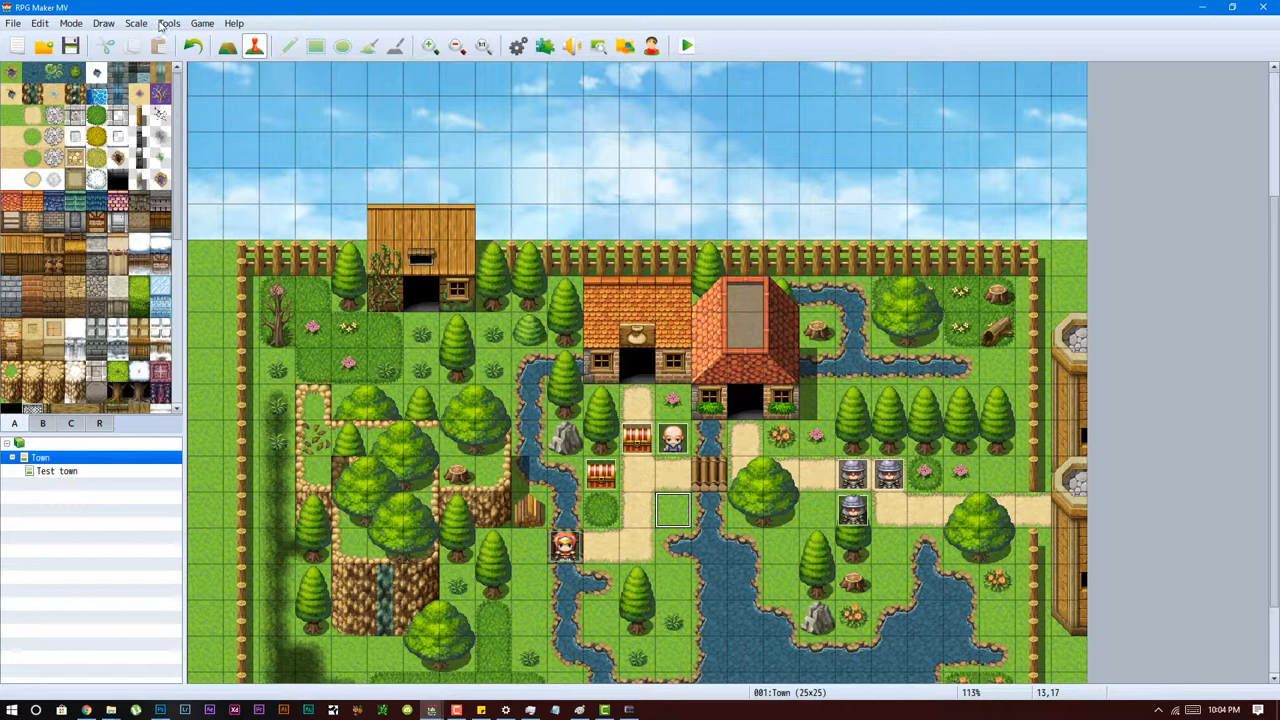 RPG Maker MV
File Edit Mode Draw Scale Tools Game Help
A B C R
Town
Test town
001:Town (25x25) 113% 13,17
10:04 PM